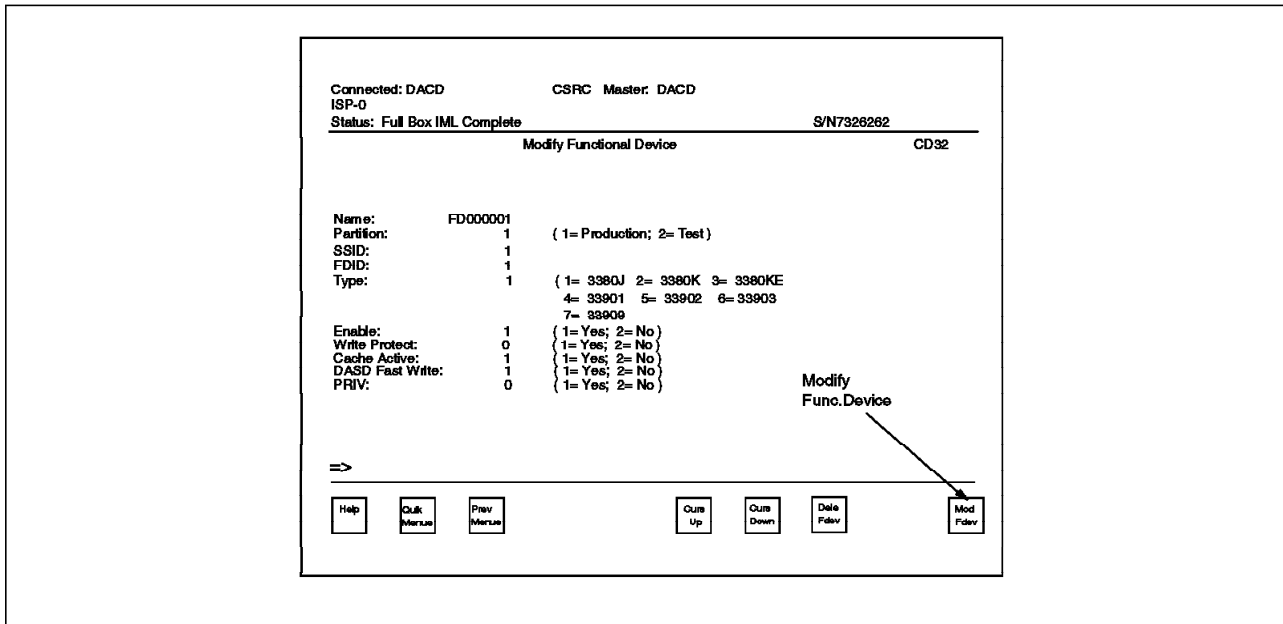 Connected: DACD CSRC Master: DACD
ISP-0
Status: Full Box IML Complete S/N7326262
Modify Functional Device CD32
Name: FD000001
Partition: 1 ( 1= Production; 2= Test )
SSID: 1
FDID: 1
Type: 1 ( 1= 3380J 2= 3380K 3= 3380KE
4= 33901 5= 33902 6= 33903
7= 33909
Enable: 1 ( 1= Yes; 2= No )
Write Protect: 0 ( 1= Yes; 2= No )
Cache Active: 1 ( 1= Yes; 2= No )
DASD Fast Write: 1 ( 1= Yes; 2= No )
PRIV: 0 ( 1= Yes; 2= No )
Modify
Func.Device
=>
Help
Quik
Menue
Prev
Menue
Curs
Up
Curs
Down
Dele
Fdev
Mod
Fdev